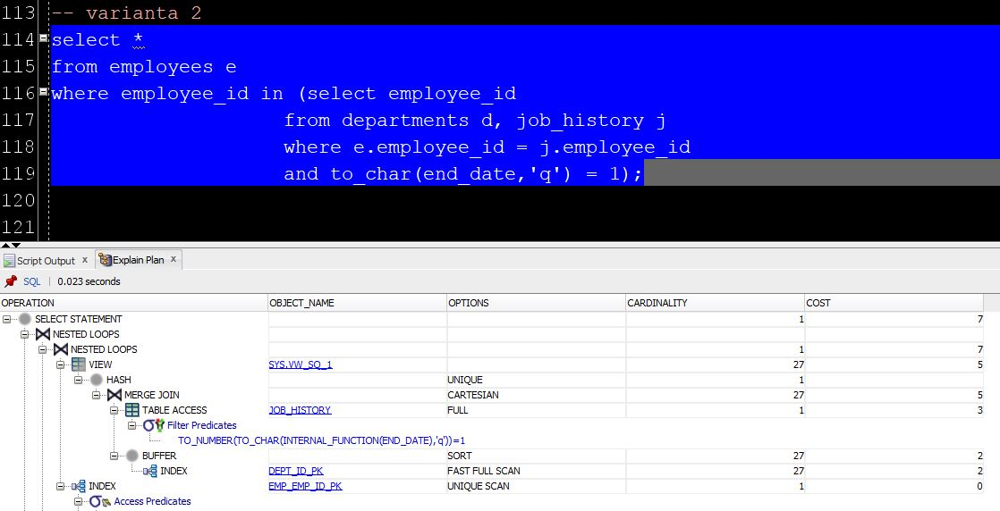 113 -- varianta 2
114 select *
115 from employees e
116 where employee_id in (select employee_id
117 from departments d, job_history j
118 where e.employee_id = j.employee_id
119 and to_char(end_date,'q') = 1);
120
121
Script Output x Explain Plan x
SQL | 0.023 seconds
OPERATION OBJECT_NAME OPTIONS CARDINALITY COST
SELECT STATEMENT 1 7
NESTED LOOPS
NESTED LOOPS 1 7
VIEW SYS.VW_SQ_1 27 5
HASH UNIQUE 1
MERGE JOIN CARTESIAN 27 5
TABLE ACCESS JOB_HISTORY FULL 1 3
Filter Predicates
TO_NUMBER(TO_CHAR(INTERNAL_FUNCTION(END_DATE),'q'))=1
BUFFER SORT 27 2
INDEX DEPT_ID_PK FAST FULL SCAN 27 2
INDEX EMP_EMP_ID_PK UNIQUE SCAN 1 0
Access Predicates